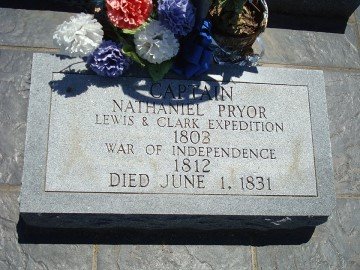 CAPTAIN
NATHANIEL PRYOR
LEWIS & CLARK EXPEDITION
1803
WAR OF INDEPENDENCE
1812
DIED JUNE 1, 1831